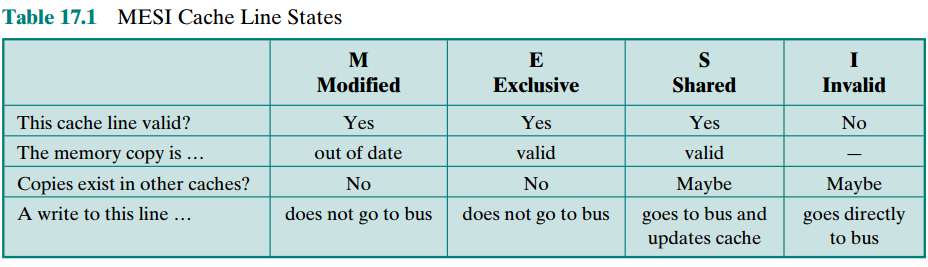 Table 17.1 MESI Cache Line States
M Modified E Exclusive S Shared I Invalid
This cache line valid? Yes Yes Yes No
The memory copy is … out of date valid valid —
Copies exist in other caches? No No Maybe Maybe
A write to this line … does not go to bus does not go to bus goes to bus and updates cache goes directly to bus